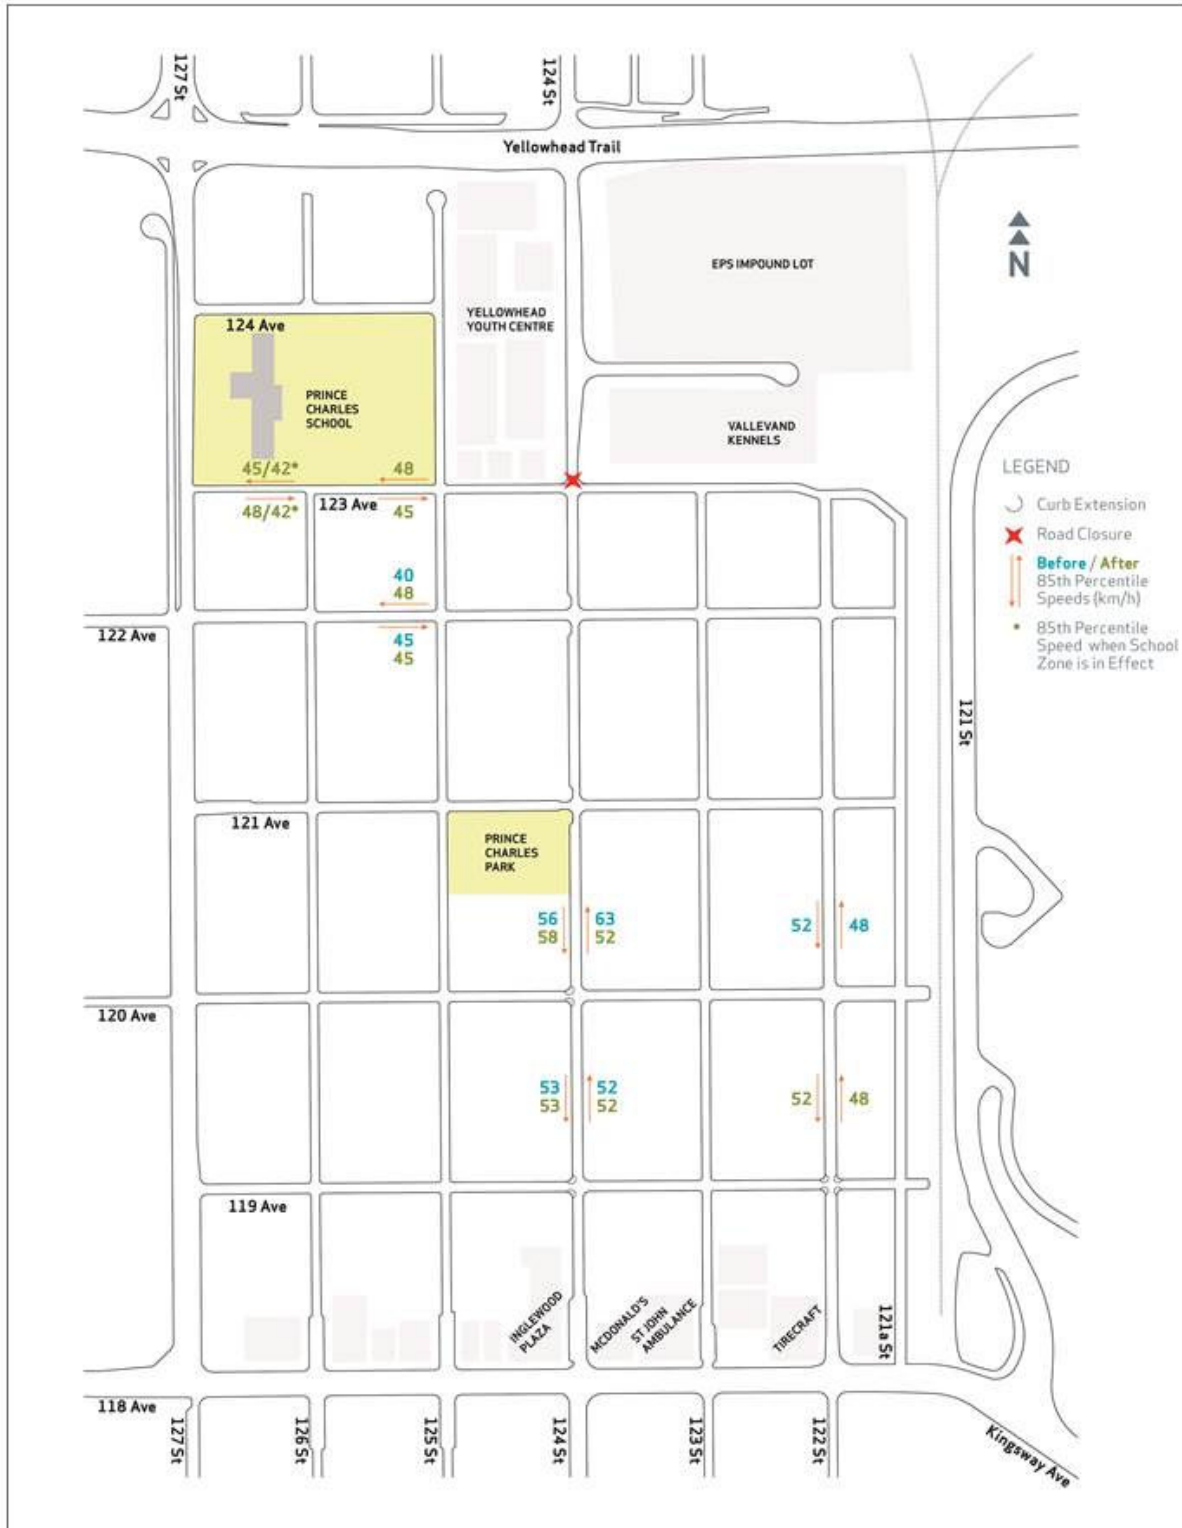 127 St
124 St
Yellowhead Trail
N
EPS IMPOUND LOT
YELLOWHEAD
YOUTH CENTRE
124 Ave
PRINCE
CHARLES
SCHOOL
VALLEVAND
KENNELS
45/42*
48
123 Ave
48/42*
45
40
48
122 Ave
45
45
LEGEND
Curb Extension
Road Closure
Before / After
85th Percentile
Speeds (km/h)
* 85th Percentile
Speed when School
Zone is in Effect
121 St
121 Ave
PRINCE
CHARLES
PARK
56
58
63
52
52
48
120 Ave
53
53
52
52
52
48
119 Ave
INGLEWOOD
PLAZA
MCDONALD'S
ST JOHN
AMBULANCE
TIRECRAFT
121a St
118 Ave
127 St
126 St
125 St
124 St
123 St
122 St
Kingsway Ave